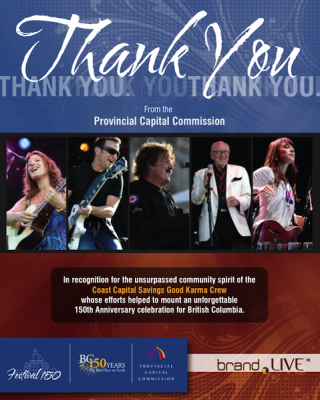 Thank You
THANK YOU. THANK YOU. THANK YOU.
From the
Provincial Capital Commission
In recognition for the unsurpassed community spirit of the
Coast Capital Savings Good Karma Crew
whose efforts helped to mount an unforgettable
150th Anniversary celebration for British Columbia.
Festival 150
BC 150 YEARS
PROVINCIAL
CAPITAL
COMMISSION
brand LIVE™